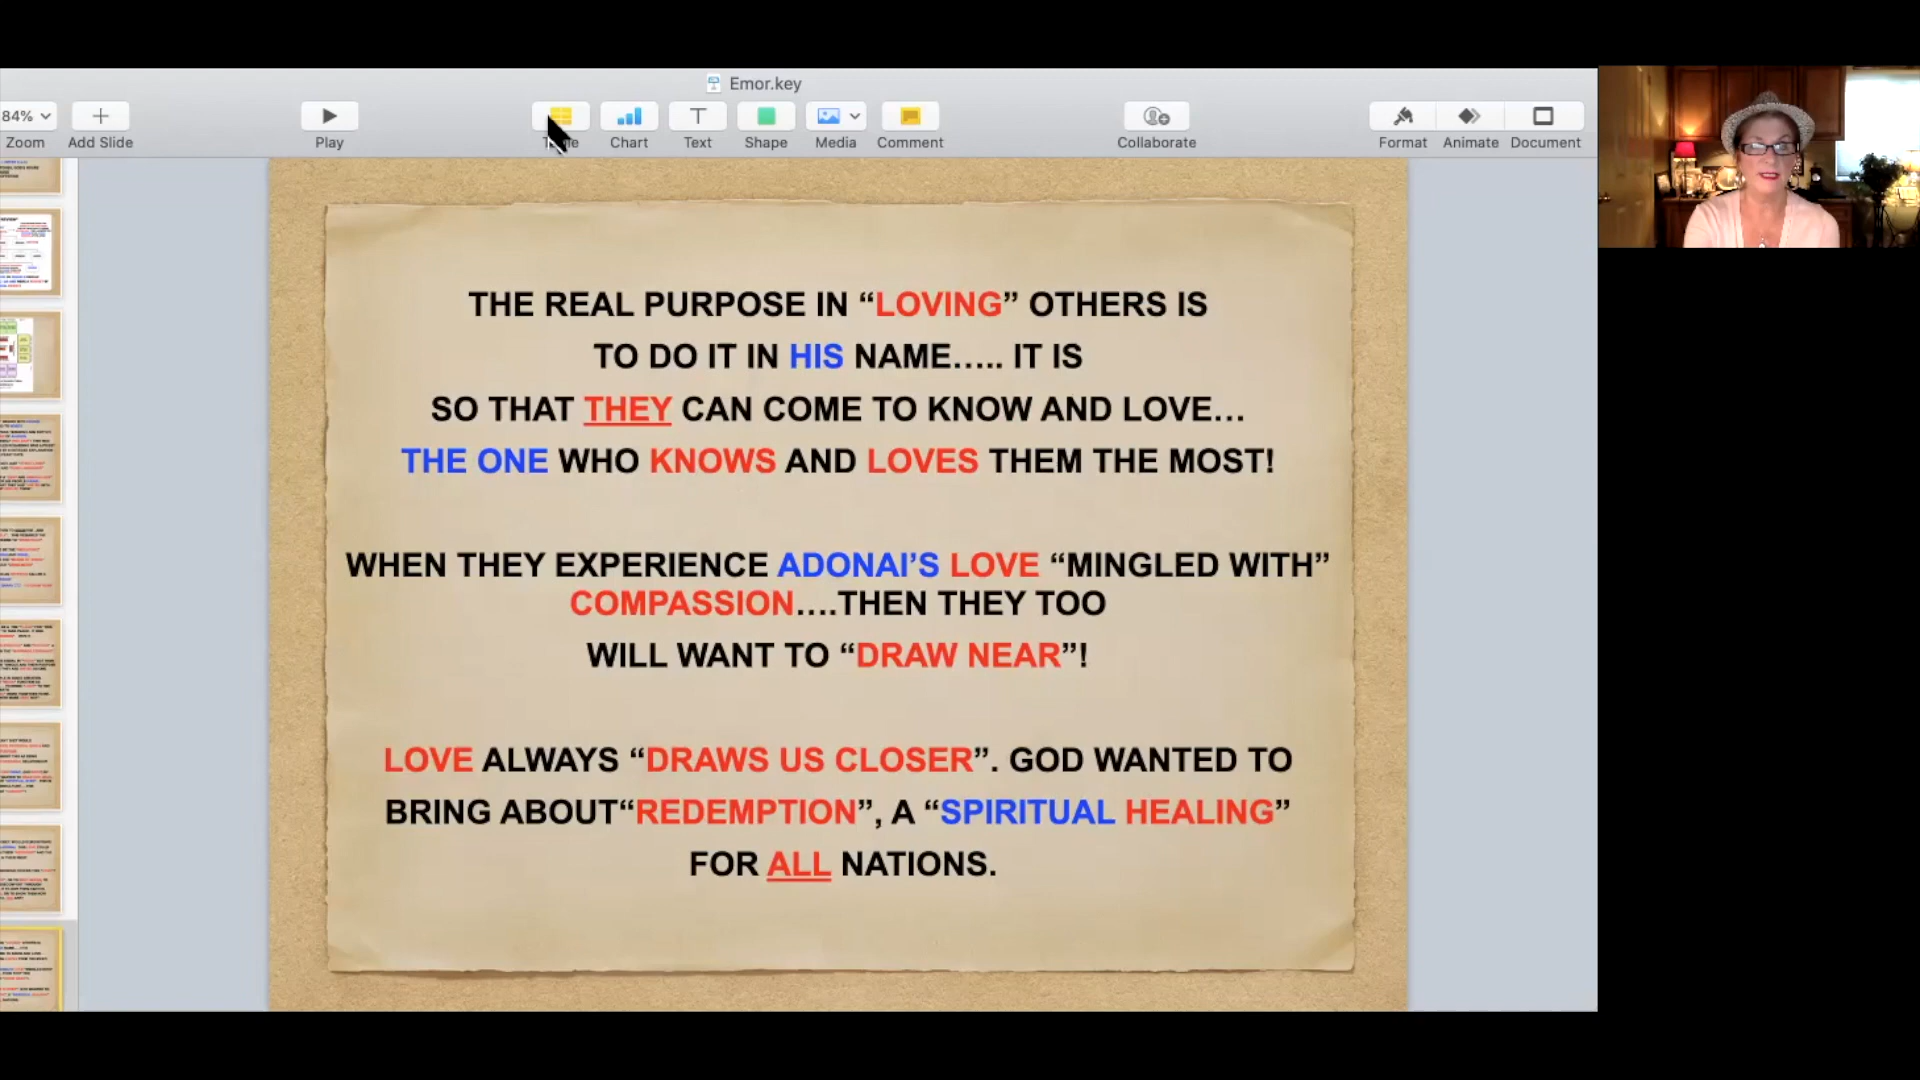 Emor.key
84%
Zoom
Add Slide
Play
Chart
Text
Shape
Media
Comment
Collaborate
Format
Animate
Document
THE REAL PURPOSE IN “LOVING” OTHERS IS
TO DO IT IN HIS NAME….. IT IS
SO THAT THEY CAN COME TO KNOW AND LOVE…
THE ONE WHO KNOWS AND LOVES THEM THE MOST!
WHEN THEY EXPERIENCE ADONAI’S LOVE “MINGLED WITH”
COMPASSION….THEN THEY TOO
WILL WANT TO “DRAW NEAR”!
LOVE ALWAYS “DRAWS US CLOSER”. GOD WANTED TO
BRING ABOUT“REDEMPTION”, A “SPIRITUAL HEALING”
FOR ALL NATIONS.